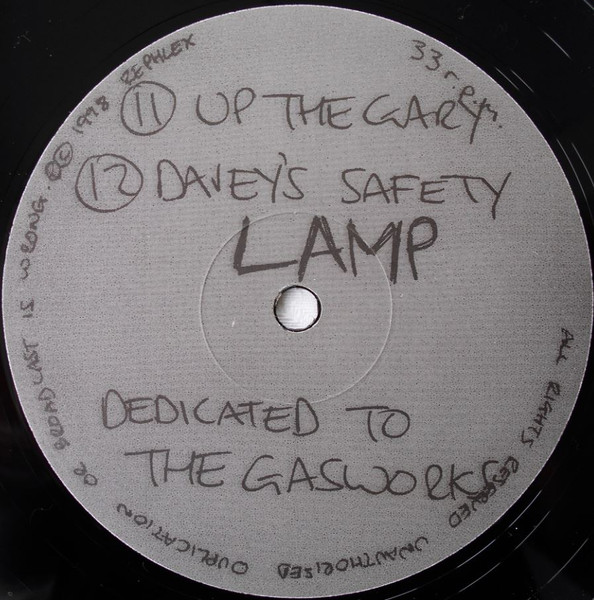 33 r.p.m.
11 UP THE GARY
12 DAVEY'S SAFETY
LAMP
DEDICATED TO
THE GASWORKS
ALL RIGHTS RESERVED UNAUTHORISED DUPLICATION OR BROADCAST IS WRONG. ℗© 1998 REPHLEX